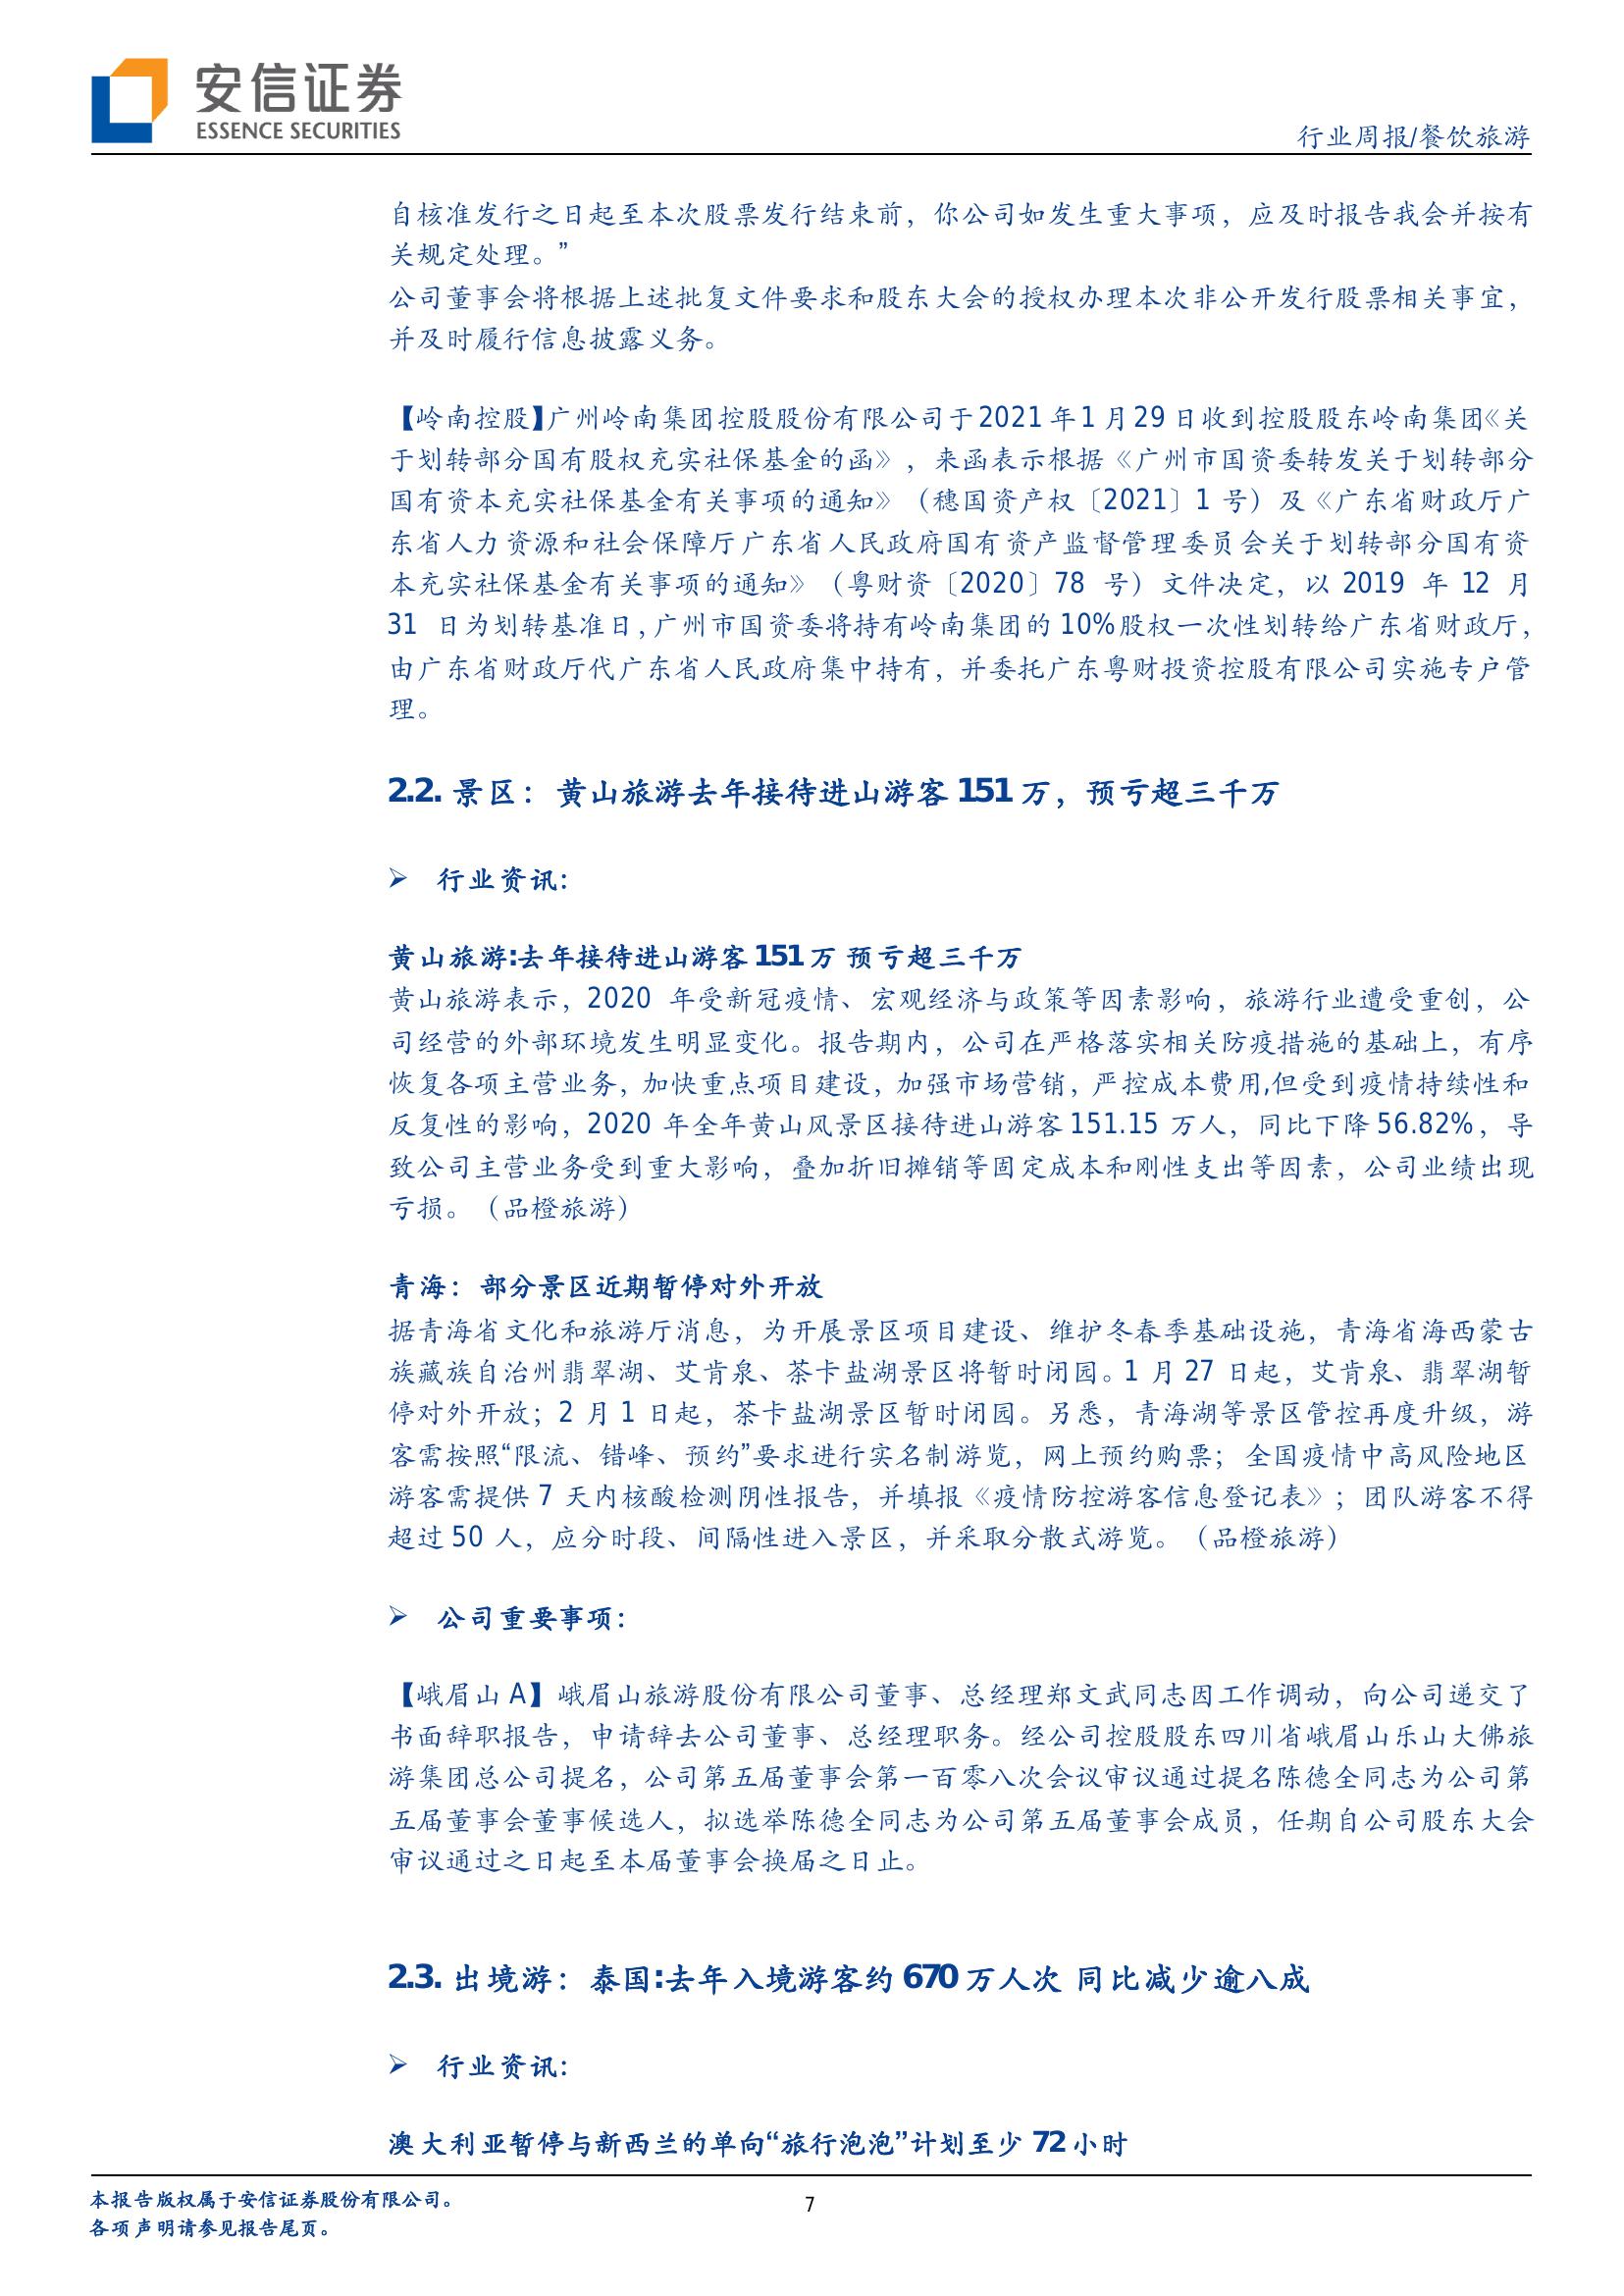 安信证券
ESSENCE SECURITIES
行业周报/餐饮旅游
自核准发行之日起至本次股票发行结束前，你公司如发生重大事项，应及时报告我会并按有
关规定处理。”
公司董事会将根据上述批复文件要求和股东大会的授权办理本次非公开发行股票相关事宜，
并及时履行信息披露义务。
【岭南控股】广州岭南集团控股股份有限公司于 2021 年 1 月 29 日收到控股股东岭南集团《关
于划转部分国有股权充实社保基金的函》，来函表示根据《广州市国资委转发关于划转部分
国有资本充实社保基金有关事项的通知》（穗国资产权〔2021〕1 号）及《广东省财政厅广
东省人力资源和社会保障厅广东省人民政府国有资产监督管理委员会关于划转部分国有资
本充实社保基金有关事项的通知》（粤财资〔2020〕78 号）文件决定，以 2019 年 12 月
31 日为划转基准日，广州市国资委将持有岭南集团的 10%股权一次性划转给广东省财政厅，
由广东省财政厅代广东省人民政府集中持有，并委托广东粤财投资控股有限公司实施专户管
理。
2.2. 景区：黄山旅游去年接待进山游客 151 万，预亏超三千万
➢ 行业资讯：
黄山旅游:去年接待进山游客 151 万 预亏超三千万
黄山旅游表示，2020 年受新冠疫情、宏观经济与政策等因素影响，旅游行业遭受重创，公
司经营的外部环境发生明显变化。报告期内，公司在严格落实相关防疫措施的基础上，有序
恢复各项主营业务，加快重点项目建设，加强市场营销，严控成本费用,但受到疫情持续性和
反复性的影响，2020 年全年黄山风景区接待进山游客 151.15 万人，同比下降 56.82%，导
致公司主营业务受到重大影响，叠加折旧摊销等固定成本和刚性支出等因素，公司业绩出现
亏损。（品橙旅游）
青海：部分景区近期暂停对外开放
据青海省文化和旅游厅消息，为开展景区项目建设、维护冬春季基础设施，青海省海西蒙古
族藏族自治州翡翠湖、艾肯泉、茶卡盐湖景区将暂时闭园。1 月 27 日起，艾肯泉、翡翠湖暂
停对外开放；2 月 1 日起，茶卡盐湖景区暂时闭园。另悉，青海湖等景区管控再度升级，游
客需按照“限流、错峰、预约”要求进行实名制游览，网上预约购票；全国疫情中高风险地区
游客需提供 7 天内核酸检测阴性报告，并填报《疫情防控游客信息登记表》；团队游客不得
超过 50 人，应分时段、间隔性进入景区，并采取分散式游览。（品橙旅游）
➢ 公司重要事项：
【峨眉山 A】峨眉山旅游股份有限公司董事、总经理郑文武同志因工作调动，向公司递交了
书面辞职报告，申请辞去公司董事、总经理职务。经公司控股股东四川省峨眉山乐山大佛旅
游集团总公司提名，公司第五届董事会第一百零八次会议审议通过提名陈德全同志为公司第
五届董事会董事候选人，拟选举陈德全同志为公司第五届董事会成员，任期自公司股东大会
审议通过之日起至本届董事会换届之日止。
2.3. 出境游：泰国:去年入境游客约 670 万人次 同比减少逾八成
➢ 行业资讯：
澳大利亚暂停与新西兰的单向“旅行泡泡”计划至少 72 小时
本报告版权属于安信证券股份有限公司。
各项声明请参见报告尾页。
7